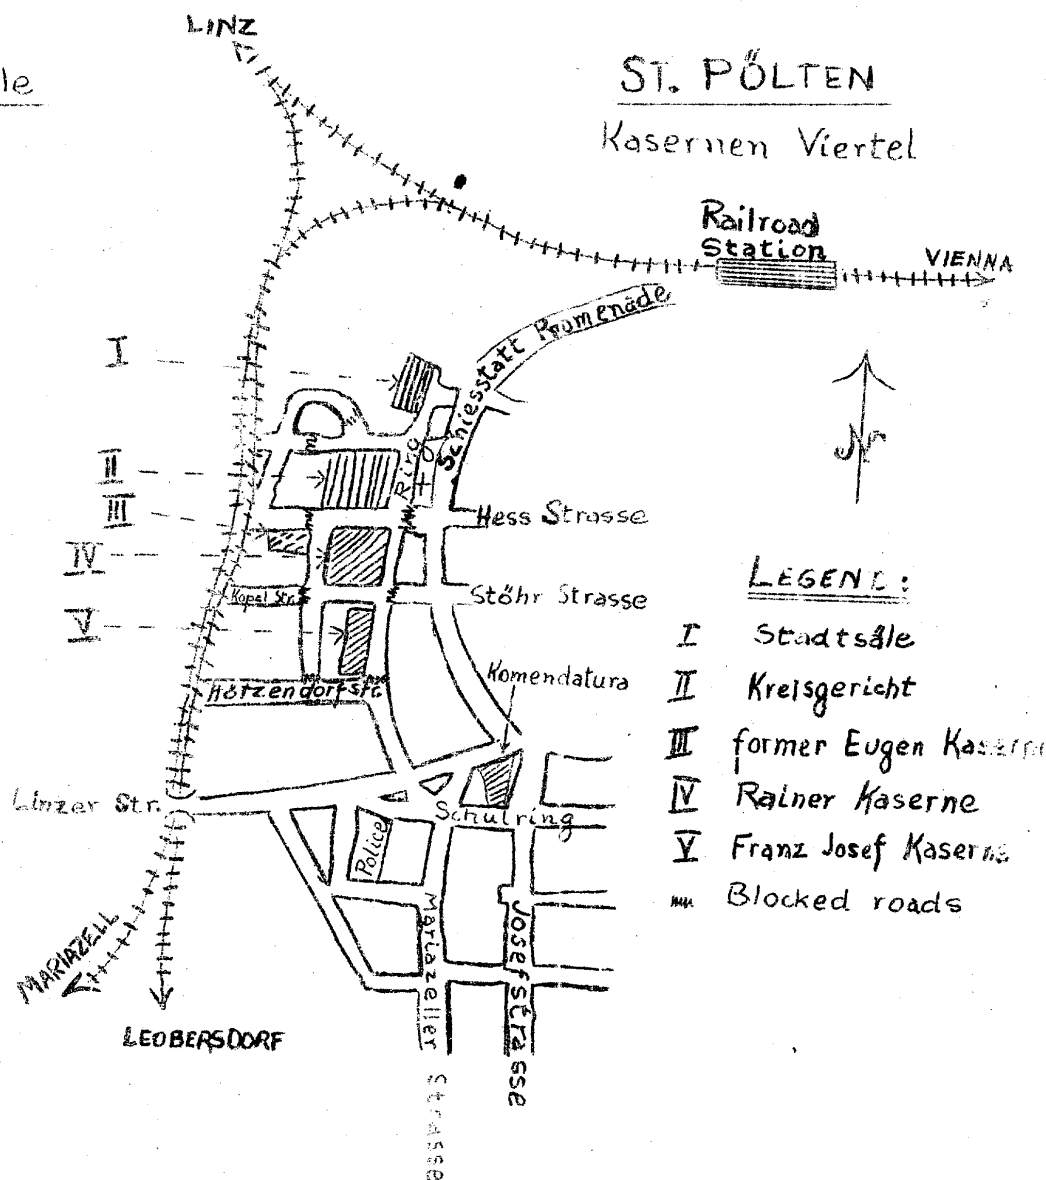 LINZ
le
ST. PÖLTEN
Kasernen Viertel
Railroad
Station
VIENNA
Schiesstatt Promenade
I
Ring
N
II
III
Hess Strasse
IV
Kopal Str.
Stöhr Strasse
V
Hötzendorfstr.
Komendatura
Linzer Str.
Schulring
Police
Mariazeller Strasse
Josefstrasse
MARIAZELL
LEOBERSDORF
LEGEND:
I Stadtsäle
II Kreisgericht
III former Eugen Kaserne
IV Rainer Kaserne
V Franz Josef Kaserne
Blocked roads